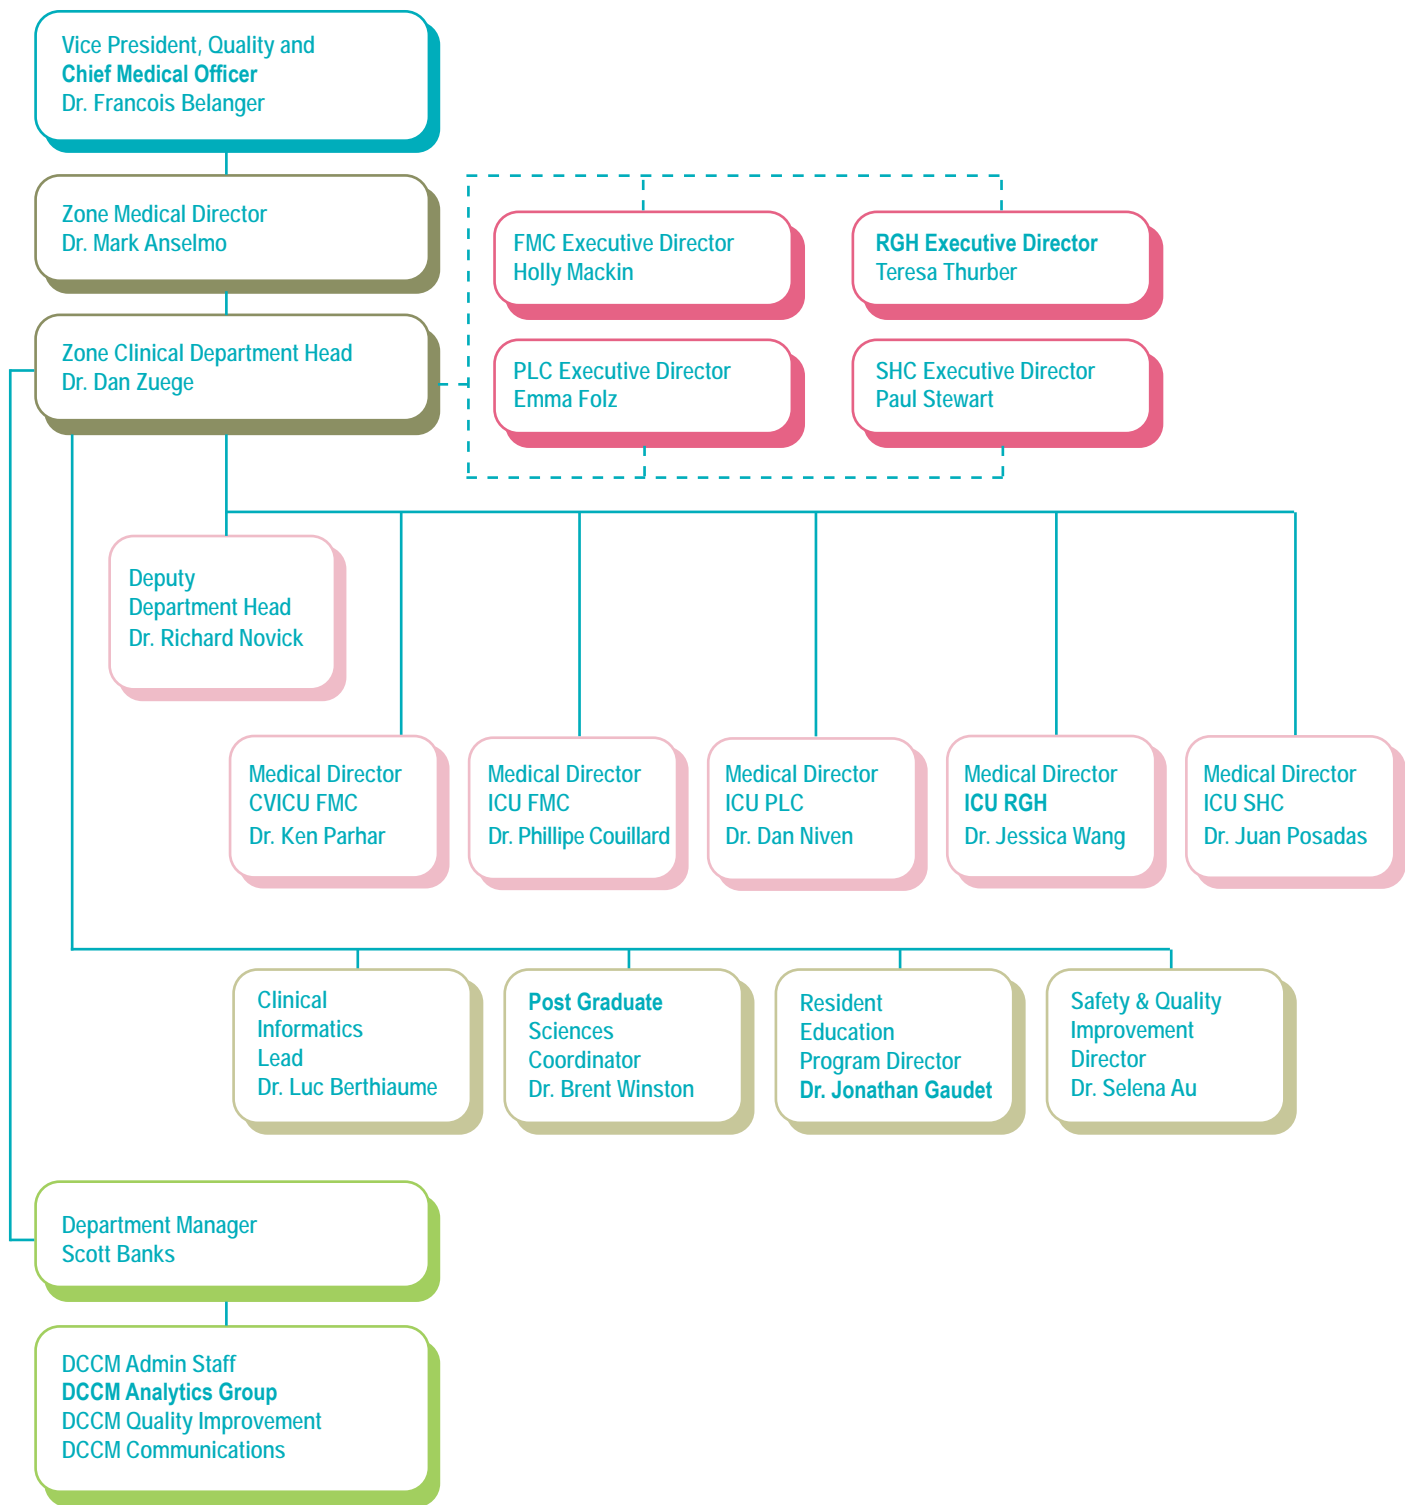 Vice President, Quality and
Chief Medical Officer
Dr. Francois Belanger
Zone Medical Director
Dr. Mark Anselmo
Zone Clinical Department Head
Dr. Dan Zuege
FMC Executive Director
Holly Mackin
RGH Executive Director
Teresa Thurber
PLC Executive Director
Emma Folz
SHC Executive Director
Paul Stewart
Deputy
Department Head
Dr. Richard Novick
Medical Director
CVICU FMC
Dr. Ken Parhar
Medical Director
ICU FMC
Dr. Phillipe Couillard
Medical Director
ICU PLC
Dr. Dan Niven
Medical Director
ICU RGH
Dr. Jessica Wang
Medical Director
ICU SHC
Dr. Juan Posadas
Clinical
Informatics
Lead
Dr. Luc Berthiaume
Post Graduate
Sciences
Coordinator
Dr. Brent Winston
Resident
Education
Program Director
Dr. Jonathan Gaudet
Safety & Quality
Improvement
Director
Dr. Selena Au
Department Manager
Scott Banks
DCCM Admin Staff
DCCM Analytics Group
DCCM Quality Improvement
DCCM Communications